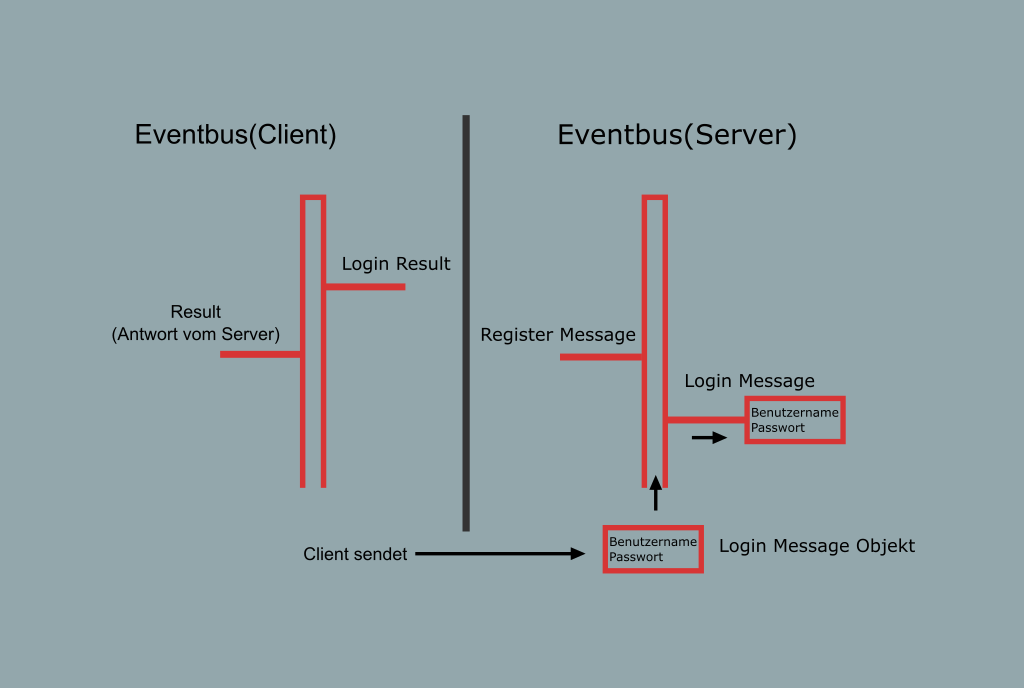 Eventbus(Client)
Eventbus(Server)
Login Result
Result
(Antwort vom Server)
Register Message
Login Message
Benutzername
Passwort
Client sendet
Benutzername
Passwort
Login Message Objekt